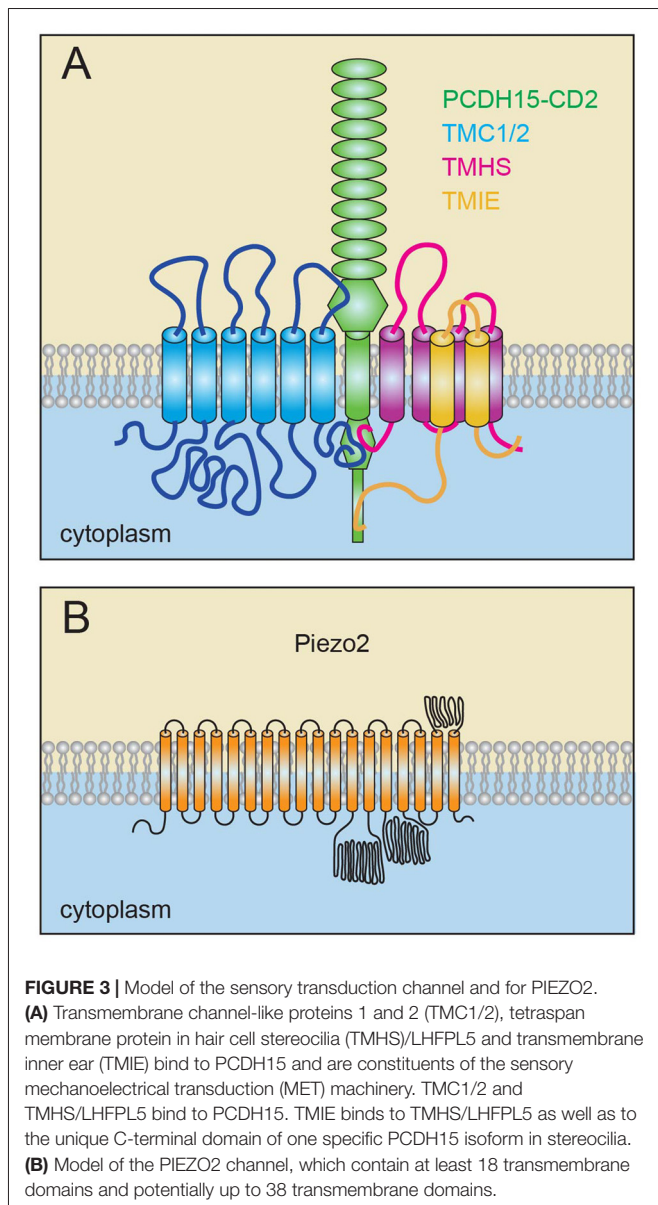 A
PCDH15-CD2
TMC1/2
TMHS
TMIE
cytoplasm
B
Piezo2
cytoplasm
FIGURE 3 | Model of the sensory transduction channel and for PIEZO2.
(A) Transmembrane channel-like proteins 1 and 2 (TMC1/2), tetraspan
membrane protein in hair cell stereocilia (TMHS)/LHFPL5 and transmembrane
inner ear (TMIE) bind to PCDH15 and are constituents of the sensory
mechanoelectrical transduction (MET) machinery. TMC1/2 and
TMHS/LHFPL5 bind to PCDH15. TMIE binds to TMHS/LHFPL5 as well as to
the unique C-terminal domain of one specific PCDH15 isoform in stereocilia.
(B) Model of the PIEZO2 channel, which contain at least 18 transmembrane
domains and potentially up to 38 transmembrane domains.